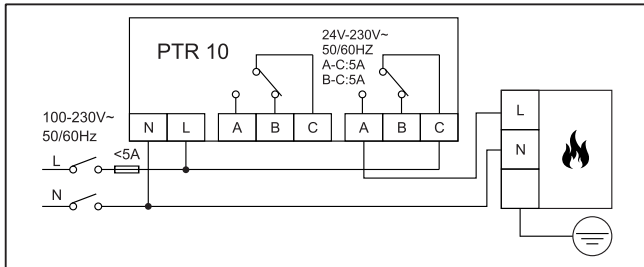 PTR 10
24V-230V~
50/60HZ
A-C:5A
B-C:5A
100-230V~
50/60Hz
N L A B C A B C
L
<5A
N
L
N